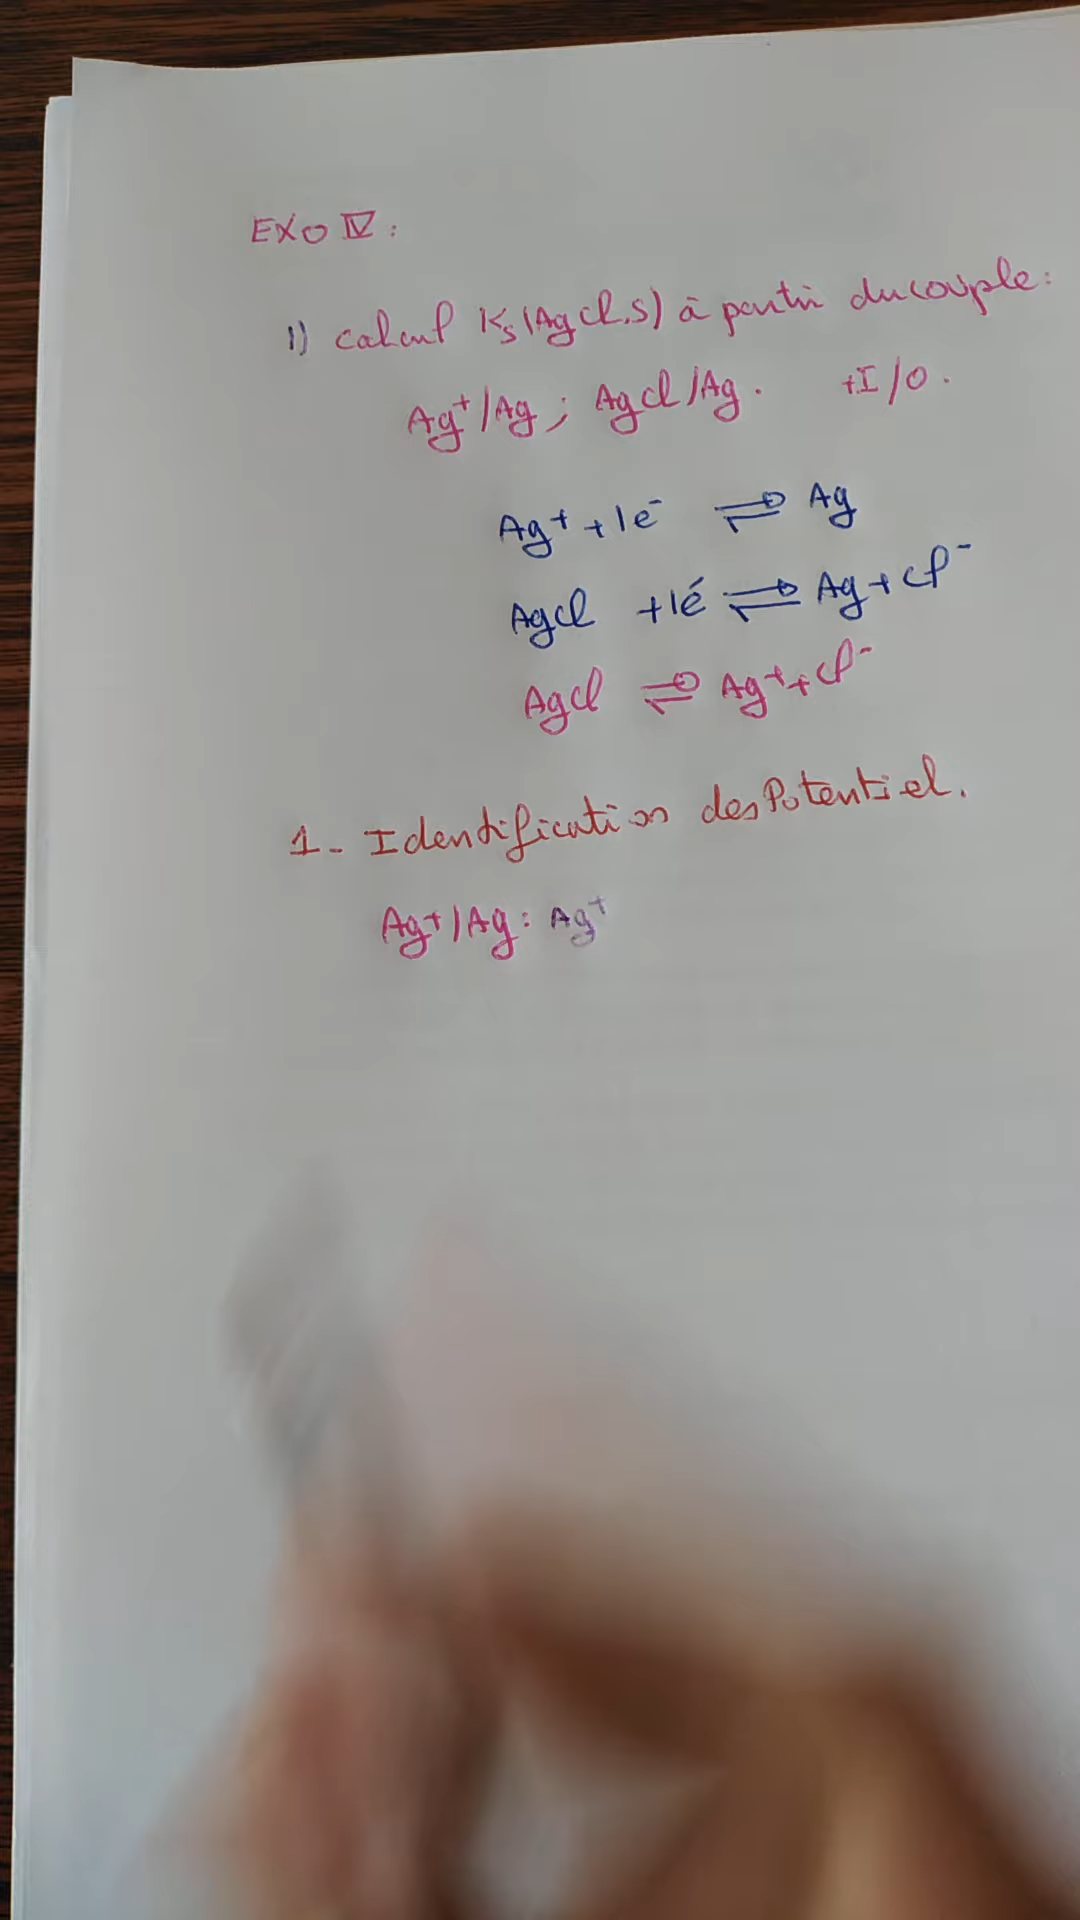 EXO IV :
1) calcul Ks(AgCl,s) à partir du couple :
Ag+/Ag ; AgCl/Ag. +I/0.
Ag+ + 1e- ⇌ Ag
AgCl + 1é ⇌ Ag + Cl-
AgCl ⇌ Ag+ + Cl-
1- Identification des Potentiel.
Ag+/Ag : Ag+